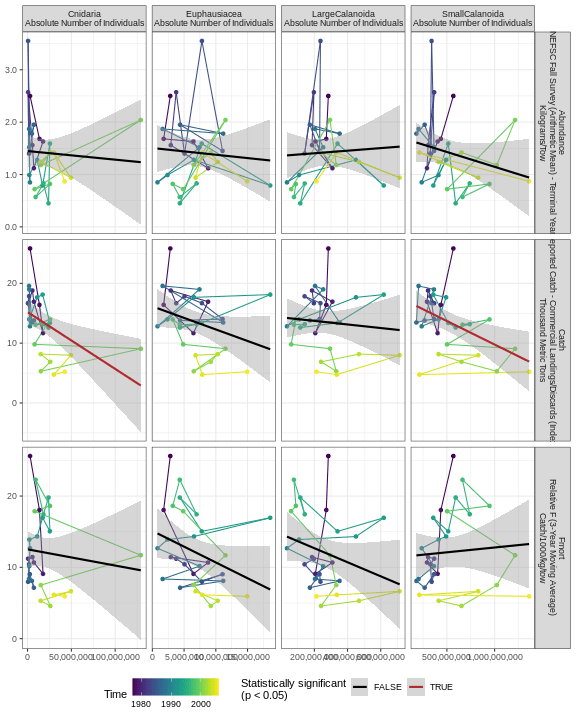 Cnidaria
Absolute Number of Individuals
Euphausiacea
Absolute Number of Individuals
LargeCalanoida
Absolute Number of Individuals
SmallCalanoida
Absolute Number of Individuals
3.0
2.0
1.0
0.0
Abundance
NEFSC Fall Survey (Arithmetic Mean) - Terminal Year
Kilograms/Tow
20
10
0
Catch
eported Catch - Commercial Landings/Discards (Index
Thousand Metric Tons
20
10
0
Fmort
Relative F (3-Year Moving Average)
Catch/1000/kg/tow
0
50,000,000
100,000,000
0
5,000,000
10,000,000
15,000,000
200,000,000
400,000,000
600,000,000
500,000,000
1,000,000,000
Time
1980 1990 2000
Statistically significant
(p < 0.05)
FALSE
TRUE